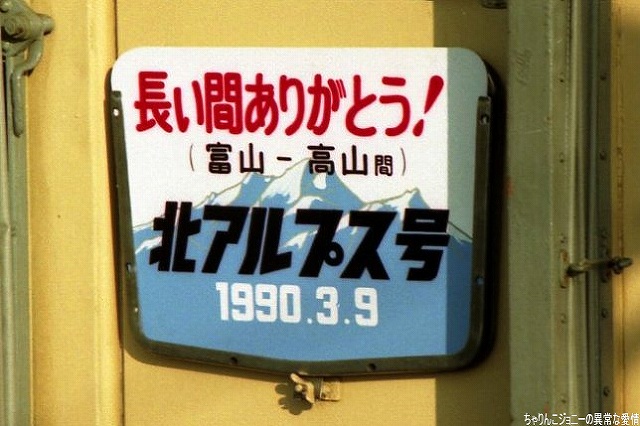 長い間ありがとう!
(富山-高山間)
北アルプス号
1990.3.9
ちゃりんこジョニーの異常な愛情